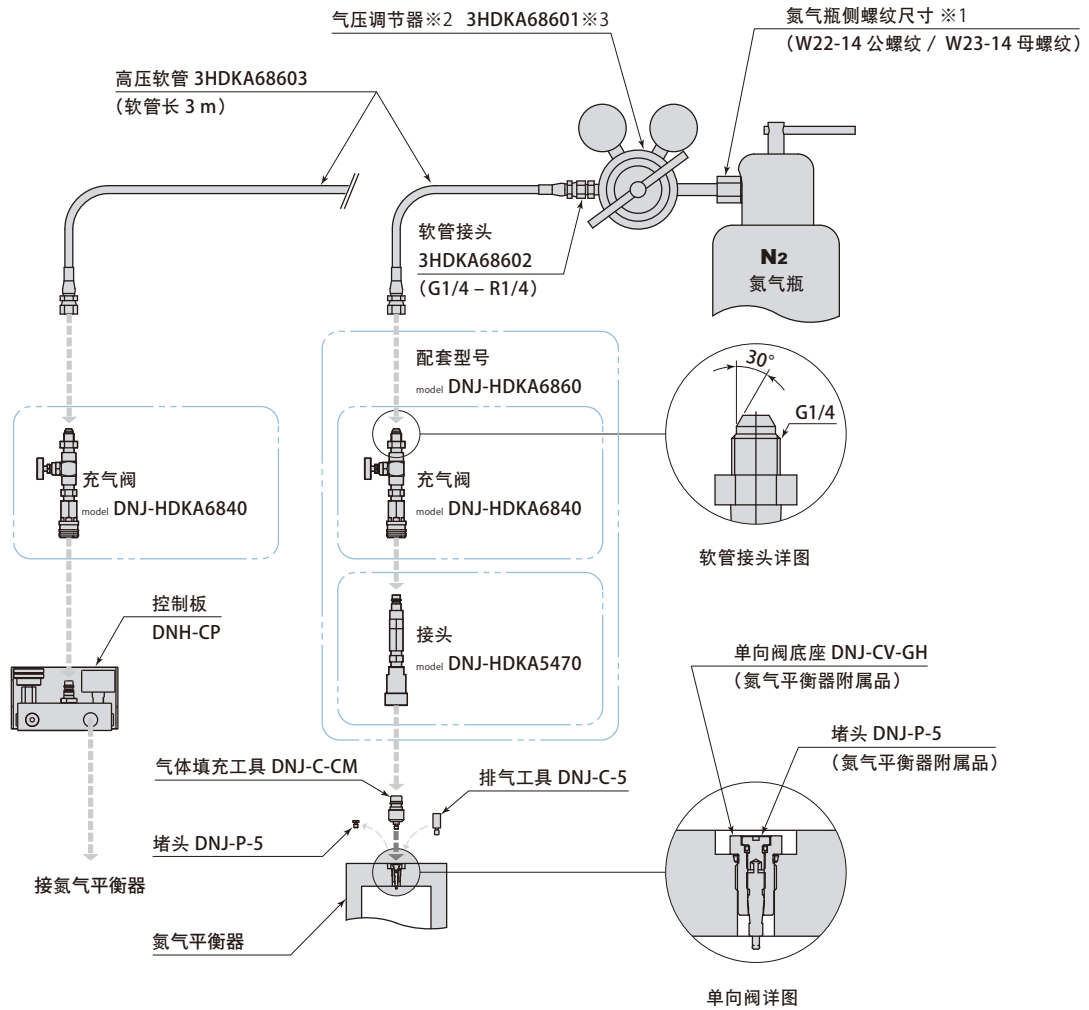 气压调节器※2 3HDKA68601※3
氮气瓶侧螺纹尺寸 ※1
（W22-14 公螺纹 / W23-14 母螺纹）
高压软管 3HDKA68603
（软管长 3 m）
软管接头
3HDKA68602
（G1/4 – R1/4）
N2
氮气瓶
配套型号
model DNJ-HDKA6860
30°
G1/4
充气阀
model DNJ-HDKA6840
充气阀
model DNJ-HDKA6840
软管接头详图
控制板
DNH-CP
接头
model DNJ-HDKA5470
单向阀底座 DNJ-CV-GH
（氮气平衡器附属品）
堵头 DNJ-P-5
（氮气平衡器附属品）
气体填充工具 DNJ-C-CM
排气工具 DNJ-C-5
堵头 DNJ-P-5
接氮气平衡器
氮气平衡器
单向阀详图